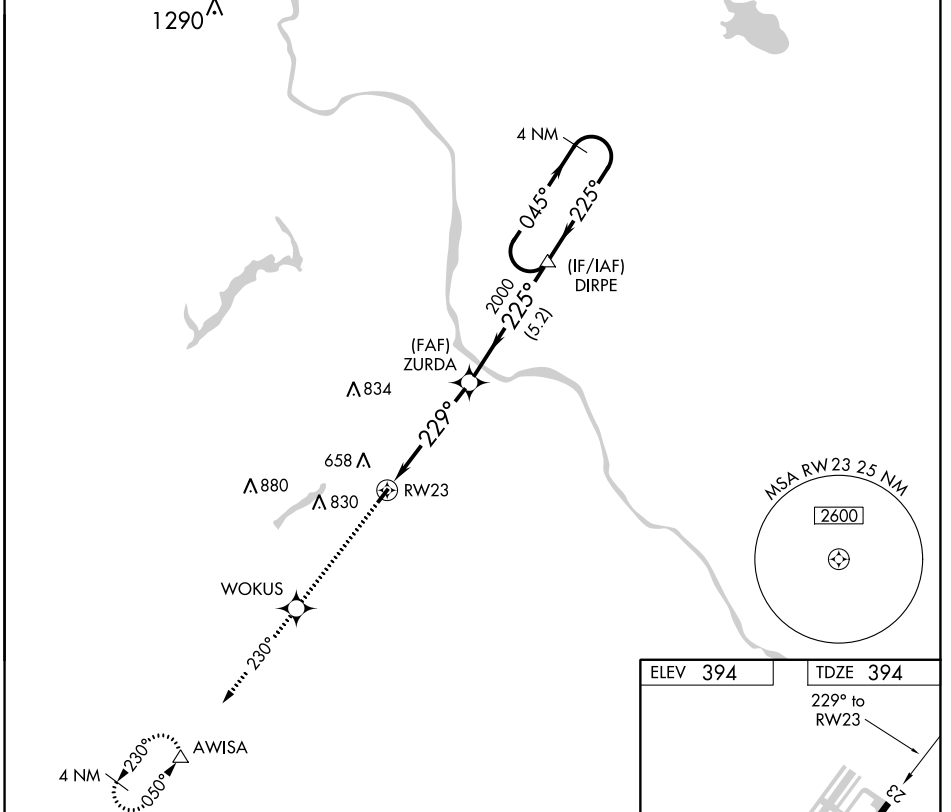 1290
4 NM
045°
225°
(IF/IAF)
DIRPE
2000
225°
(5.2)
(FAF)
ZURDA
834
229°
658
880
830
RW23
MSA RW23 25 NM
2600
WOKUS
230°
ELEV 394
TDZE 394
229° to
RW23
23
AWISA
4 NM
230°
050°